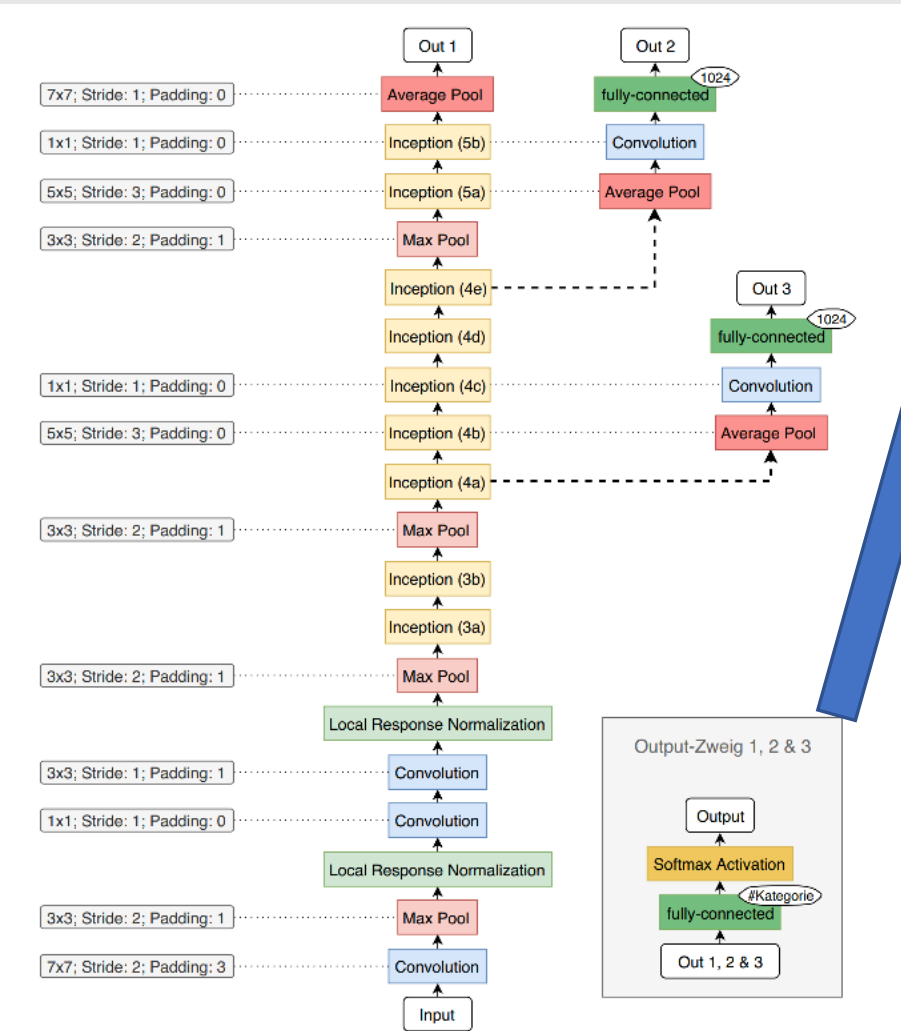 Out 1
Out 2
1024
7x7; Stride: 1; Padding: 0
Average Pool
fully-connected
1x1; Stride: 1; Padding: 0
Inception (5b)
Convolution
5x5; Stride: 3; Padding: 0
Inception (5a)
Average Pool
3x3; Stride: 2; Padding: 1
Max Pool
Inception (4e)
Out 3
1024
Inception (4d)
fully-connected
1x1; Stride: 1; Padding: 0
Inception (4c)
Convolution
5x5; Stride: 3; Padding: 0
Inception (4b)
Average Pool
Inception (4a)
3x3; Stride: 2; Padding: 1
Max Pool
Inception (3b)
Inception (3a)
3x3; Stride: 2; Padding: 1
Max Pool
Local Response Normalization
3x3; Stride: 1; Padding: 1
Convolution
1x1; Stride: 1; Padding: 0
Convolution
Local Response Normalization
3x3; Stride: 2; Padding: 1
Max Pool
7x7; Stride: 2; Padding: 3
Convolution
Input
Output-Zweig 1, 2 & 3
Output
Softmax Activation
#Kategorie
fully-connected
Out 1, 2 & 3